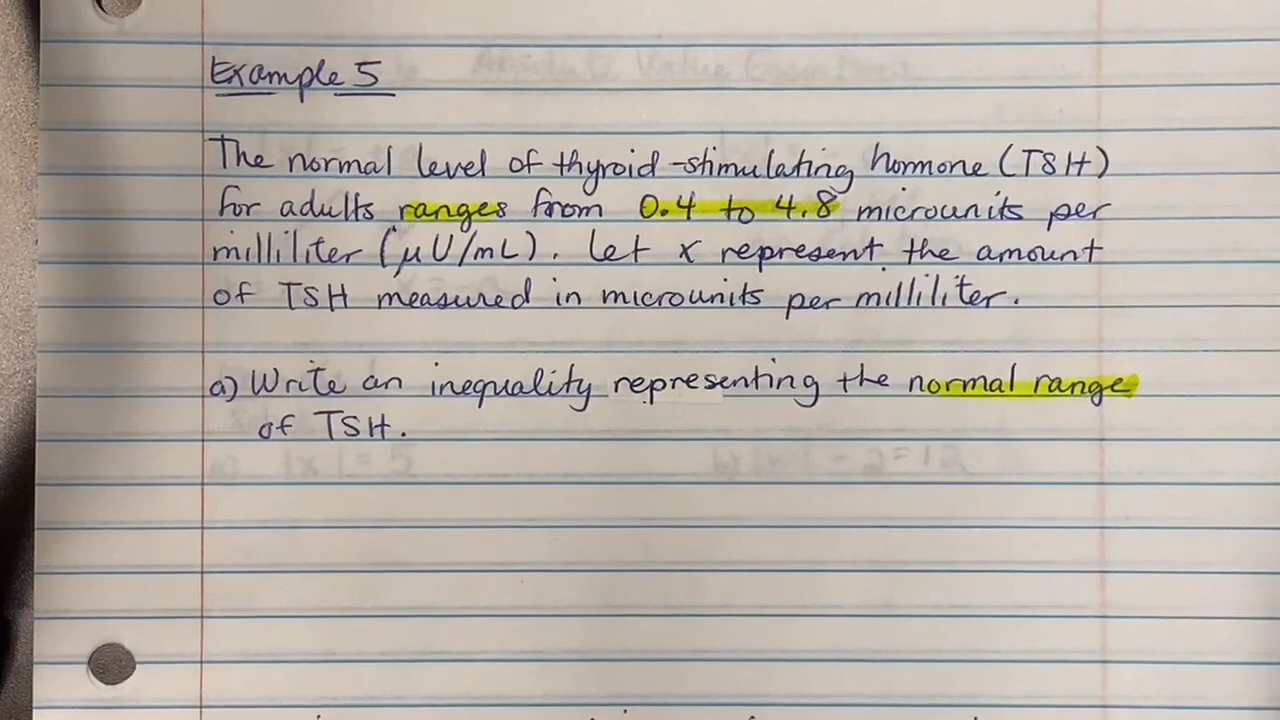 Example 5
The normal level of thyroid-stimulating hormone (TSH)
for adults ranges from 0.4 to 4.8 microunits per
milliliter (μU/mL). Let x represent the amount
of TSH measured in microunits per milliliter.
a) Write an inequality representing the normal range
of TSH.